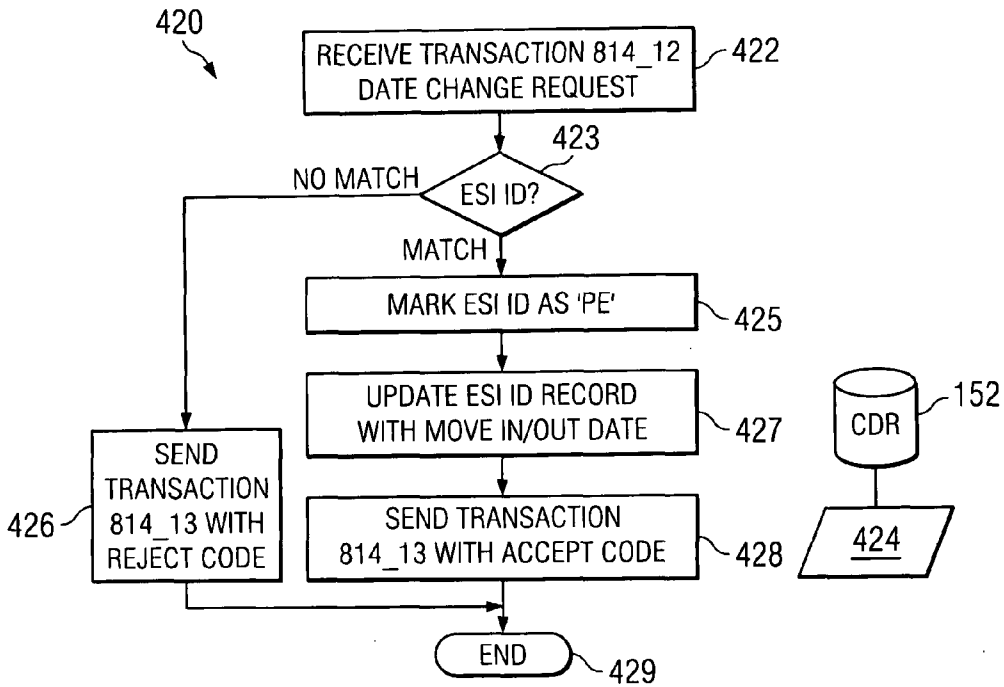 420
RECEIVE TRANSACTION 814_12
DATE CHANGE REQUEST
422
423
NO MATCH
ESI ID?
MATCH
MARK ESI ID AS 'PE'
425
UPDATE ESI ID RECORD
WITH MOVE IN/OUT DATE
427
152
CDR
SEND
TRANSACTION
814_13 WITH
REJECT CODE
426
SEND TRANSACTION
814_13 WITH ACCEPT CODE
428
424
END
429